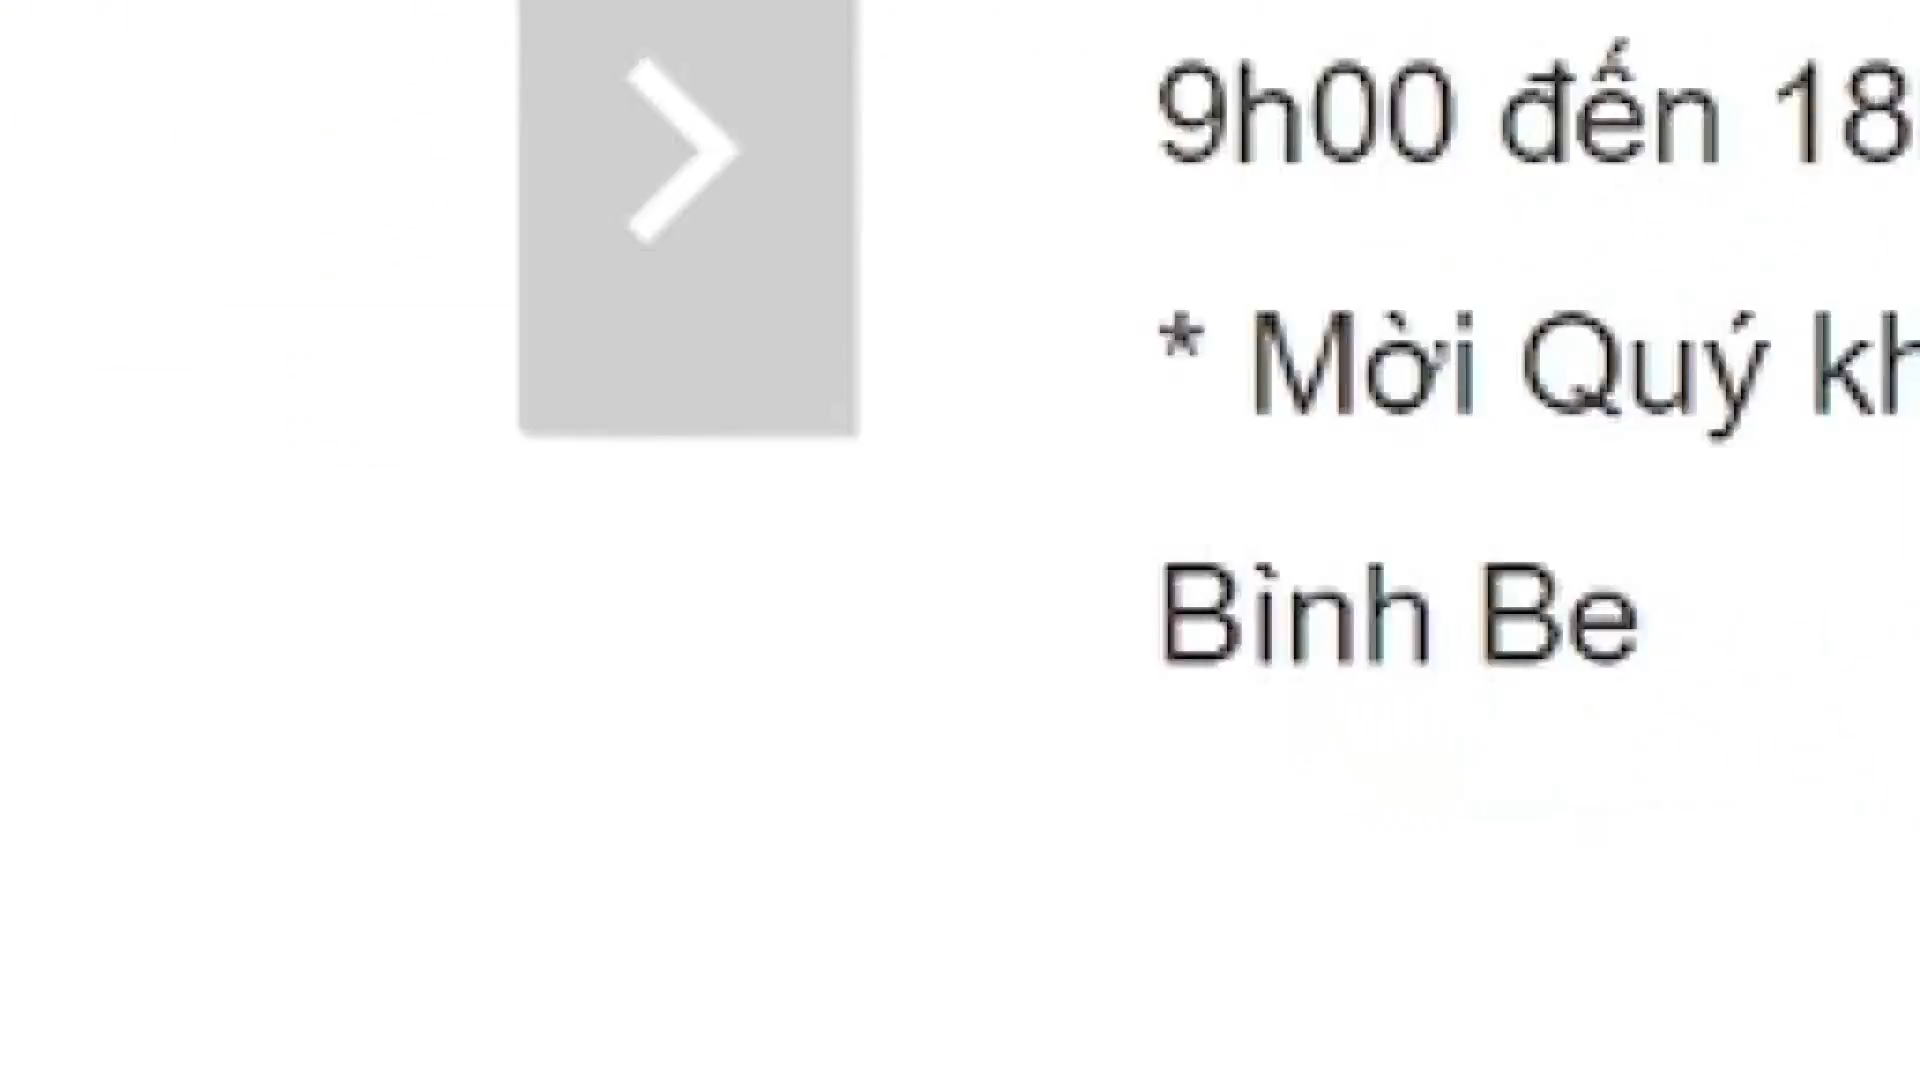 9h00 đến 18
* Mời Quý kh
Bình Be